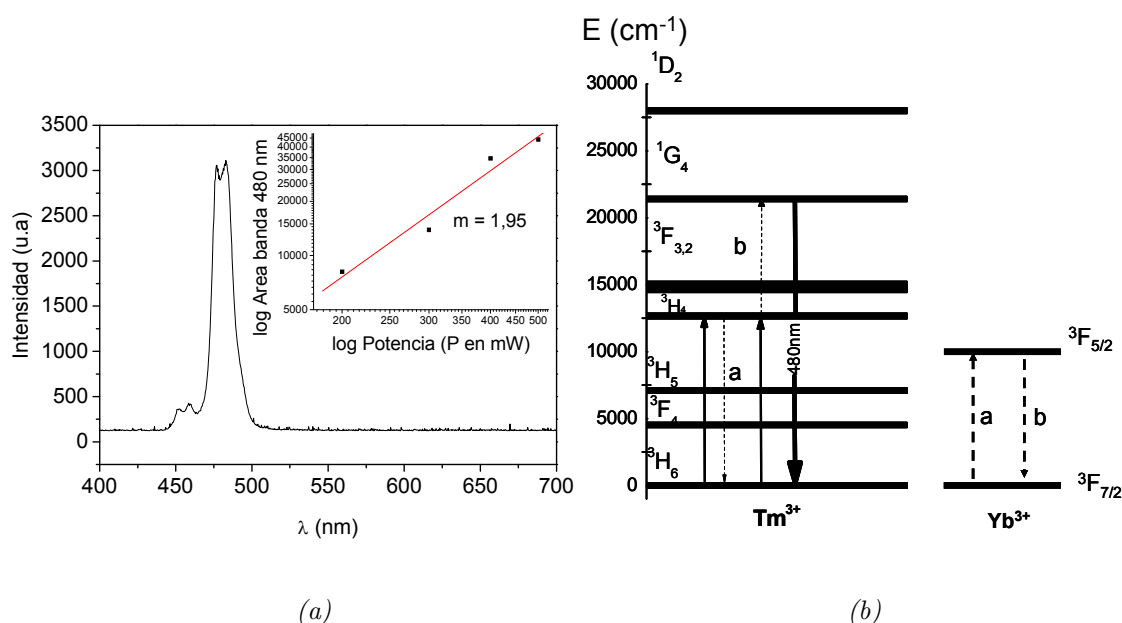 3500
3000
2500
2000
1500
1000
500
0
Intensidad (u.a)
400 450 500 550 600 650 700
λ (nm)
45000
35000
30000
25000
20000
15000
10000
5000
log Area banda 480 nm
m = 1,95
200 300 400 450 500
log Potencia (P en mW)
(a)
E (cm⁻¹)
30000
25000
20000
15000
10000
5000
0
¹D₂
¹G₄
³F₃,₂
³H₄
³H₅
³F₄
³H₆
b
a
480nm
Tm³⁺
³F₅/₂
a
b
³F₇/₂
Yb³⁺
(b)